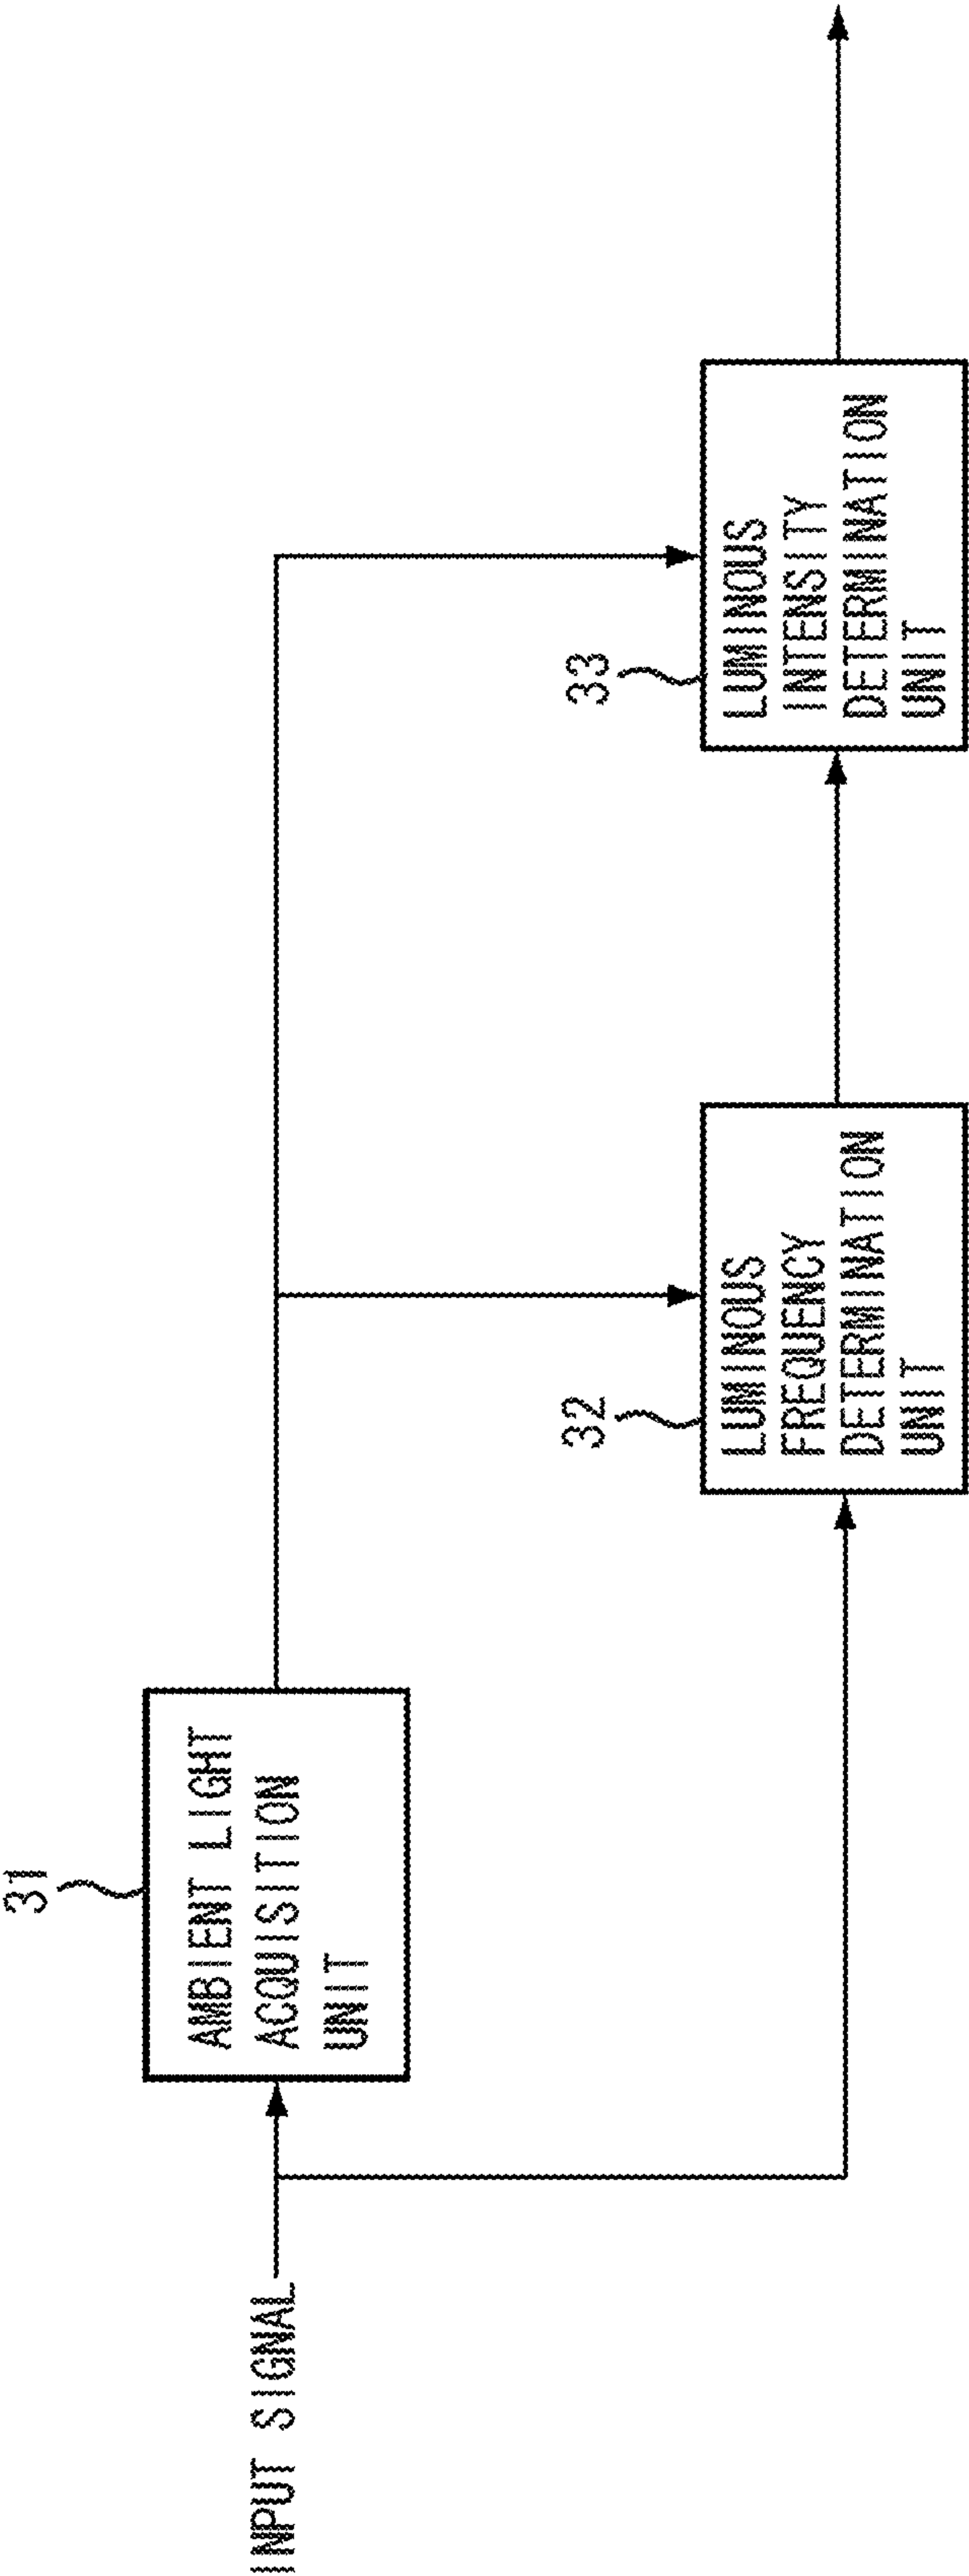 INPUT SIGNAL
31
AMBIENT LIGHT
ACQUISITION
UNIT
32
LUMINOUS
FREQUENCY
DETERMINATION
UNIT
33
LUMINOUS
INTENSITY
DETERMINATION
UNIT